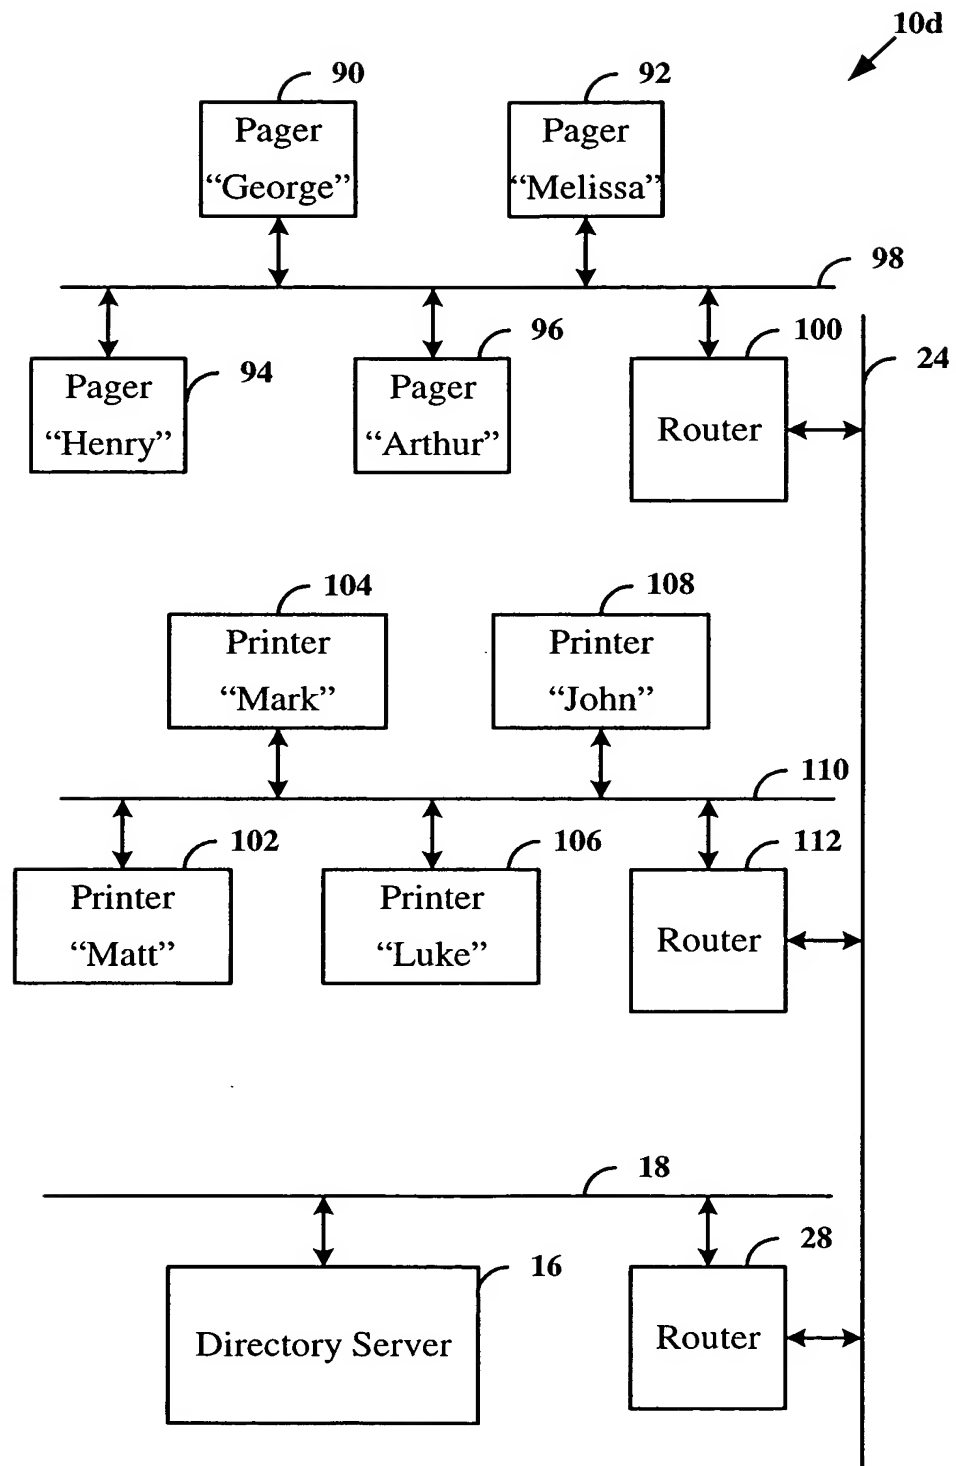 10d
90
92
Pager
“George”
Pager
“Melissa”
98
94
96
100
24
Pager
“Henry”
Pager
“Arthur”
Router
104
108
Printer
“Mark”
Printer
“John”
110
102
106
112
Printer
“Matt”
Printer
“Luke”
Router
18
16
28
Directory Server
Router